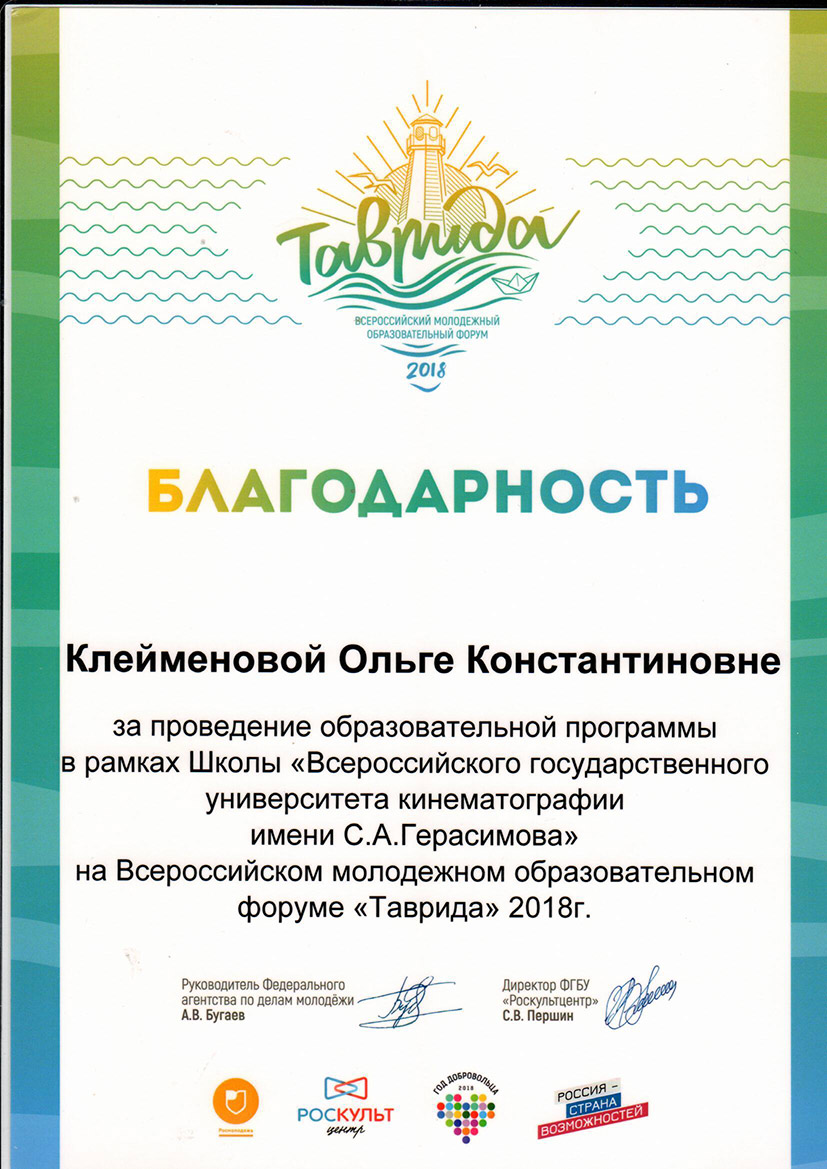 Таврида
ВСЕРОССИЙСКИЙ МОЛОДЕЖНЫЙ
ОБРАЗОВАТЕЛЬНЫЙ ФОРУМ
2018
БЛАГОДАРНОСТЬ
Клейменовой Ольге Константиновне
за проведение образовательной программы
в рамках Школы «Всероссийского государственного
университета кинематографии
имени С.А.Герасимова»
на Всероссийском молодежном образовательном
форуме «Таврида» 2018г.
Руководитель Федерального
агентства по делам молодёжи
А.В. Бугаев
Директор ФГБУ
«Роскультцентр»
С.В. Першин
Росмолодёжь
РОСКУЛЬТ
центр
ГОД ДОБРОВОЛЬЦА
2018
РОССИЯ –
СТРАНА
ВОЗМОЖНОСТЕЙ